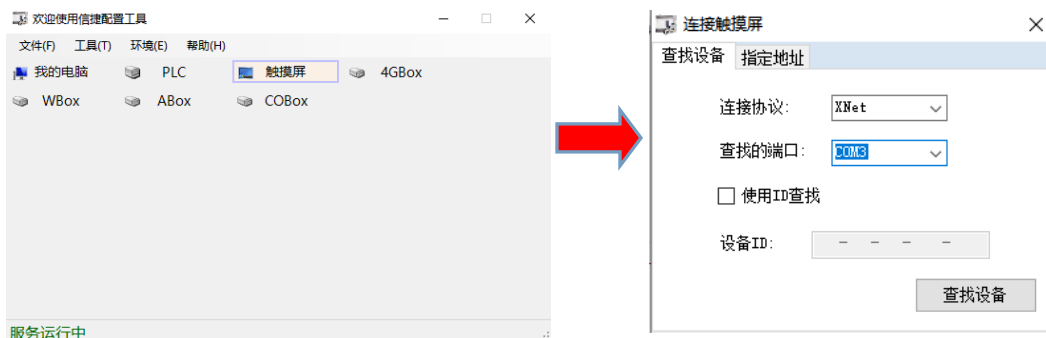 欢迎使用信捷配置工具
文件(F) 工具(T) 环境(E) 帮助(H)
我的电脑 PLC 触摸屏 4GBox
WBox ABox COBox
服务运行中
连接触摸屏
查找设备 指定地址
连接协议: XNet
查找的端口: COM3
使用ID查找
设备ID: - - - -
查找设备